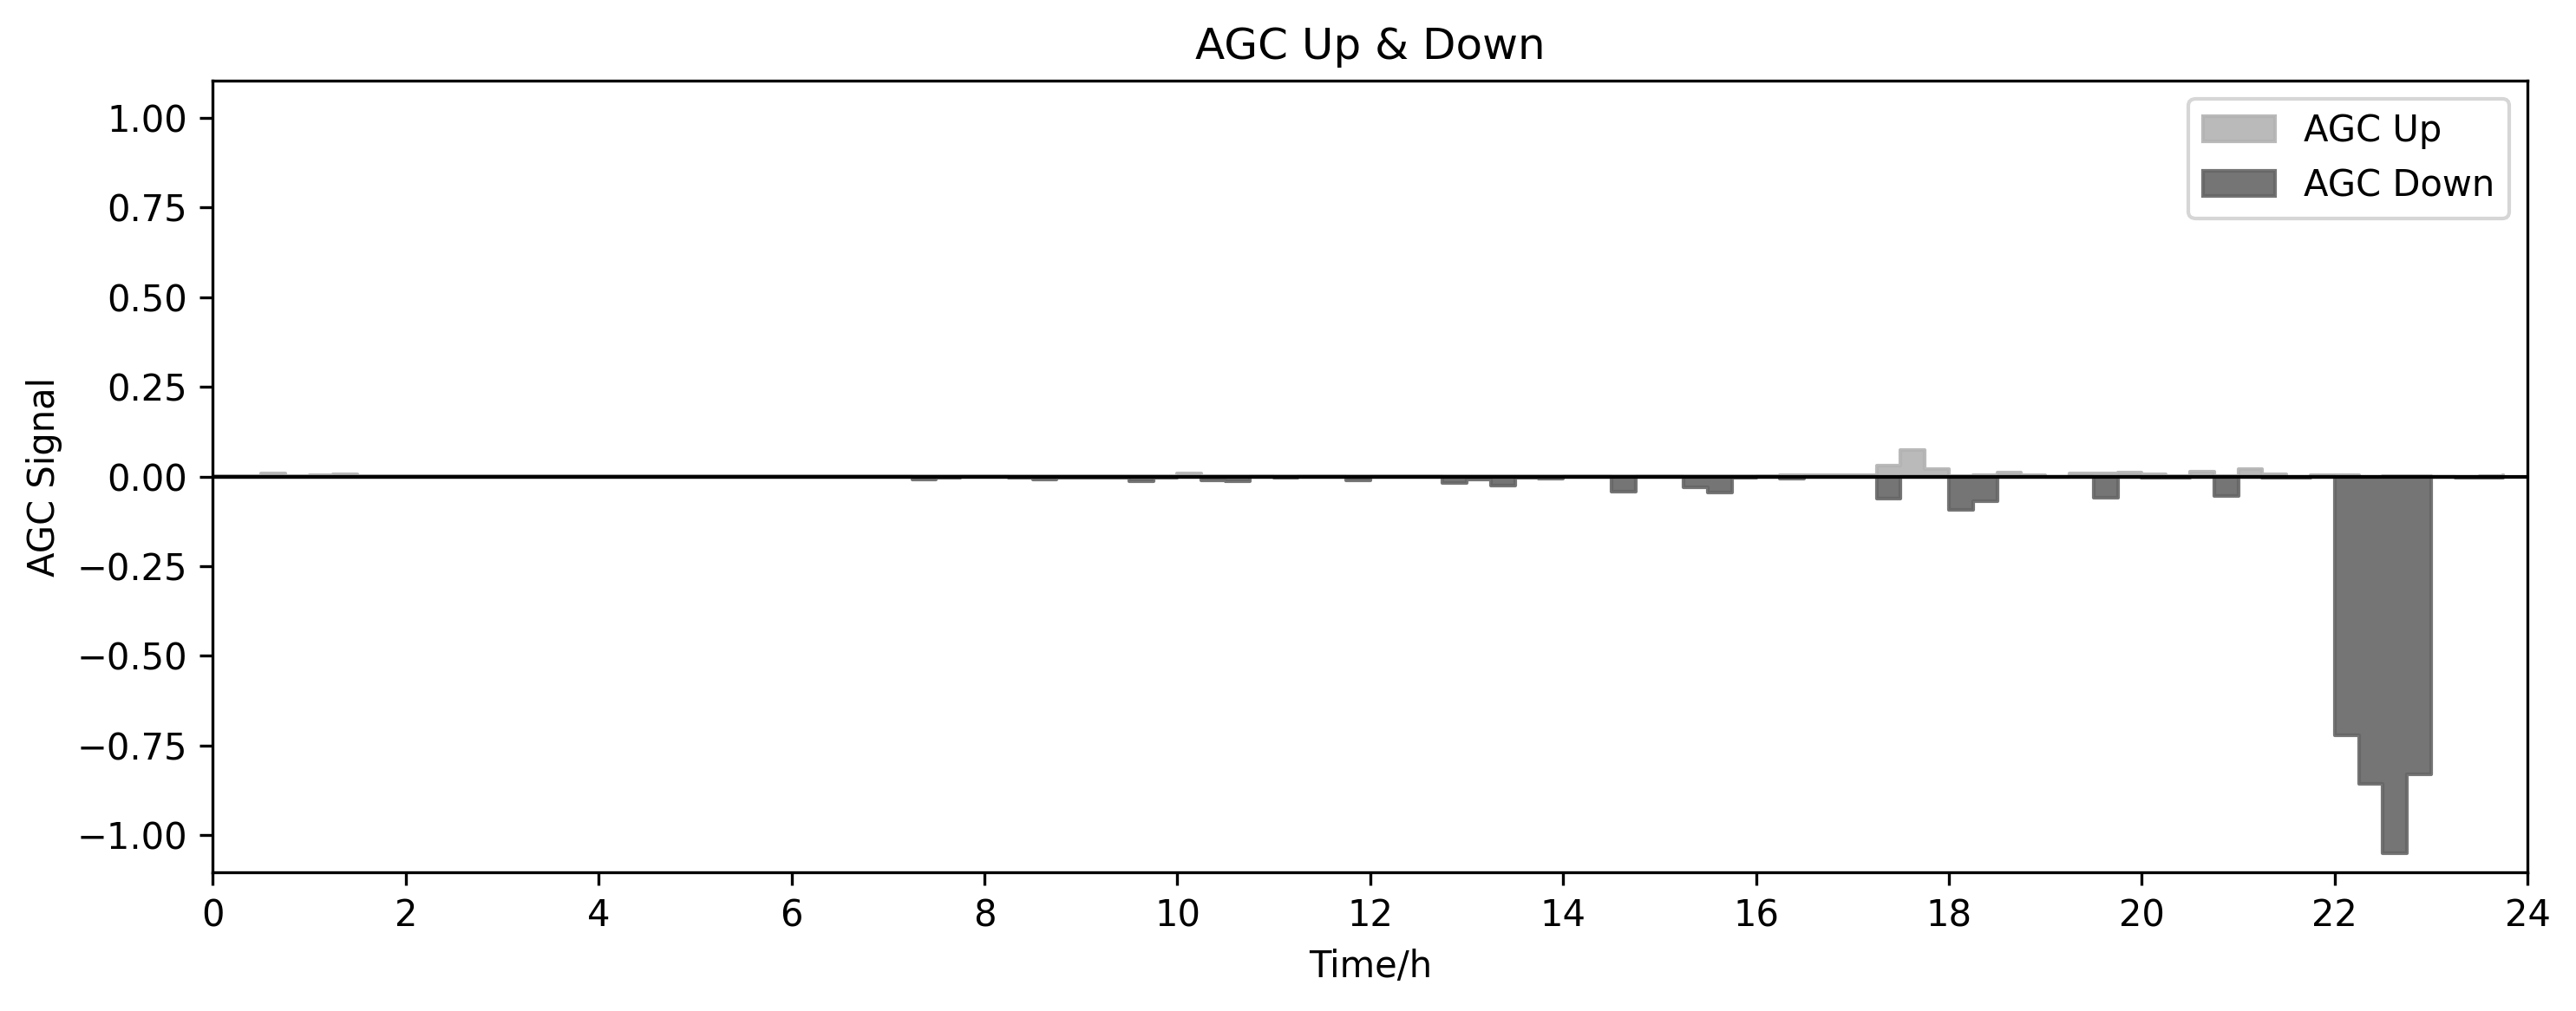 AGC Up & Down
AGC Up
AGC Down
AGC Signal
1.00
0.75
0.50
0.25
0.00
−0.25
−0.50
−0.75
−1.00
0 2 4 6 8 10 12 14 16 18 20 22 24
Time/h